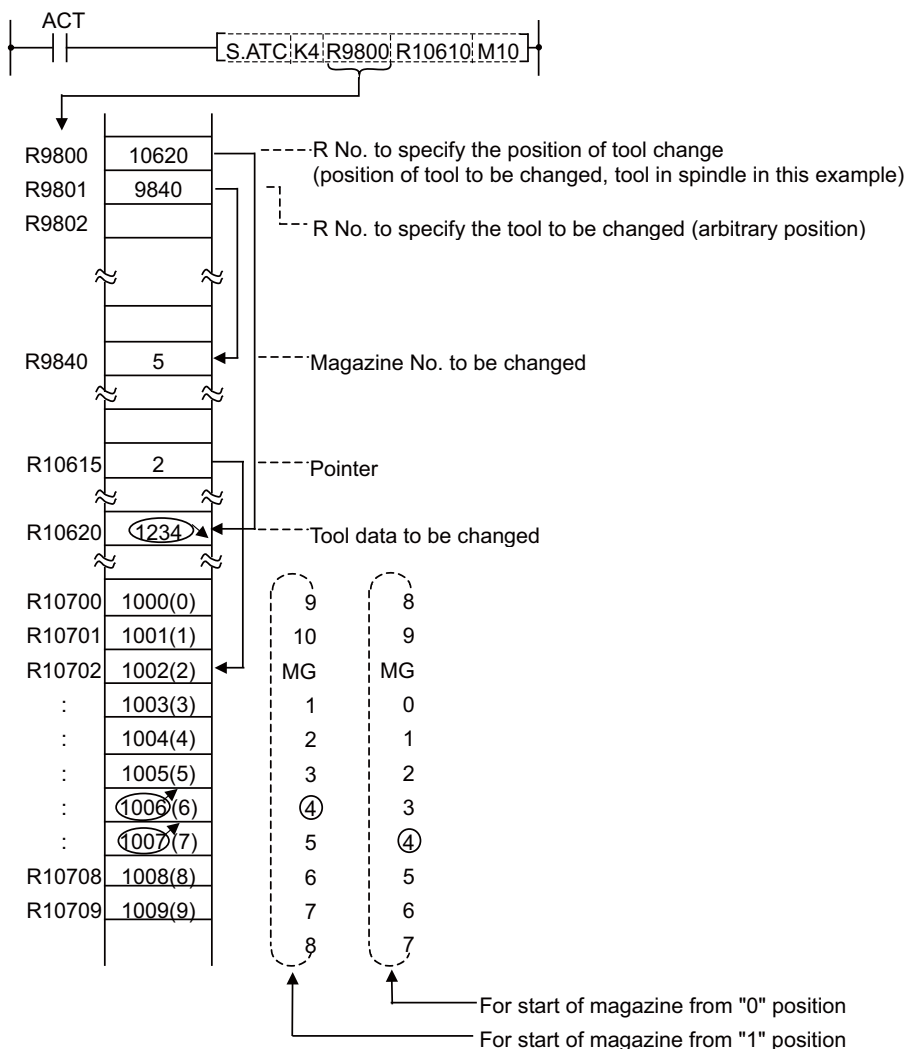 ACT
S.ATC K4 R9800 R10610 M10
R9800 10620 R No. to specify the position of tool change
(position of tool to be changed, tool in spindle in this example)
R9801 9840
R9802 R No. to specify the tool to be changed (arbitrary position)
R9840 5 Magazine No. to be changed
R10615 2 Pointer
R10620 1234 Tool data to be changed
R10700 1000(0) 9 8
R10701 1001(1) 10 9
R10702 1002(2) MG MG
: 1003(3) 1 0
: 1004(4) 2 1
: 1005(5) 3 2
: 1006(6) 4 3
: 1007(7) 5 4
R10708 1008(8) 6 5
R10709 1009(9) 7 6
8 7
For start of magazine from "0" position
For start of magazine from "1" position